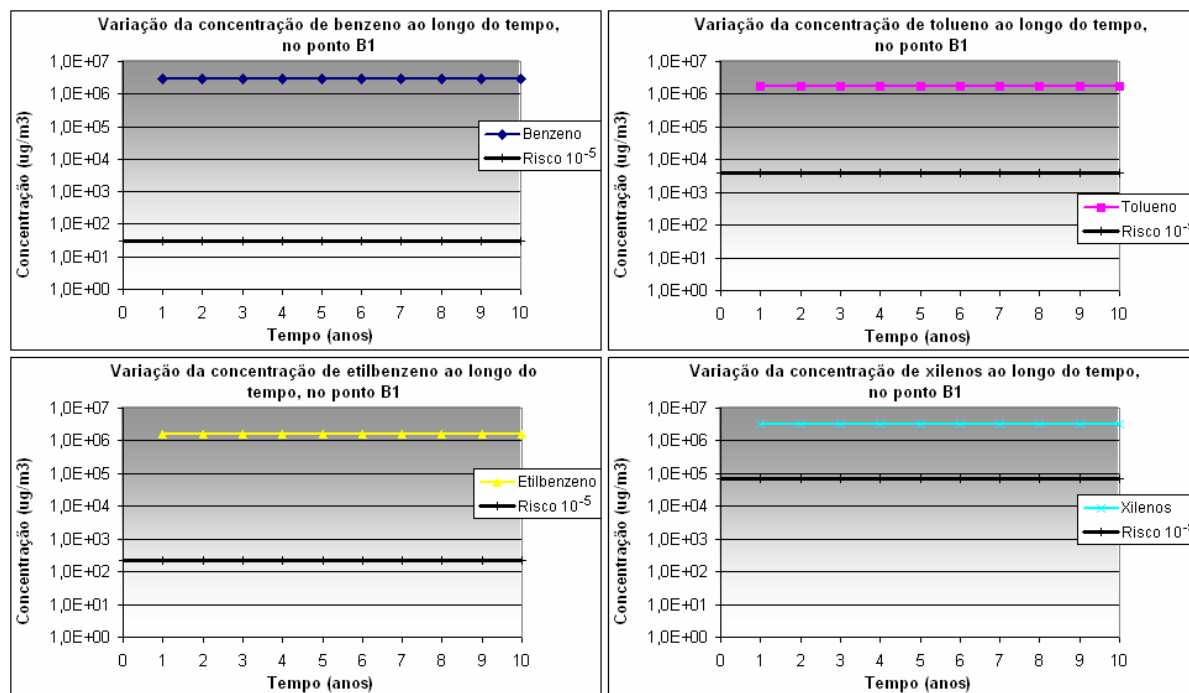 Variação da concentração de benzeno ao longo do tempo,
no ponto B1
Concentração (ug/m3)
1,0E+07
1,0E+06
1,0E+05
1,0E+04
1,0E+03
1,0E+02
1,0E+01
1,0E+00
0 1 2 3 4 5 6 7 8 9 10
Tempo (anos)
Benzeno
Risco 10⁻⁵
Variação da concentração de tolueno ao longo do tempo,
no ponto B1
Concentração (ug/m3)
1,0E+07
1,0E+06
1,0E+05
1,0E+04
1,0E+03
1,0E+02
1,0E+01
1,0E+00
0 1 2 3 4 5 6 7 8 9 10
Tempo (anos)
Tolueno
Risco 10⁻⁵
Variação da concentração de etilbenzeno ao longo do
tempo, no ponto B1
Concentração (ug/m3)
1,0E+07
1,0E+06
1,0E+05
1,0E+04
1,0E+03
1,0E+02
1,0E+01
1,0E+00
0 1 2 3 4 5 6 7 8 9 10
Tempo (anos)
Etilbenzeno
Risco 10⁻⁵
Variação da concentração de xilenos ao longo do tempo,
no ponto B1
Concentração (ug/m3)
1,0E+07
1,0E+06
1,0E+05
1,0E+04
1,0E+03
1,0E+02
1,0E+01
1,0E+00
0 1 2 3 4 5 6 7 8 9 10
Tempo (anos)
Xilenos
Risco 10⁻⁵